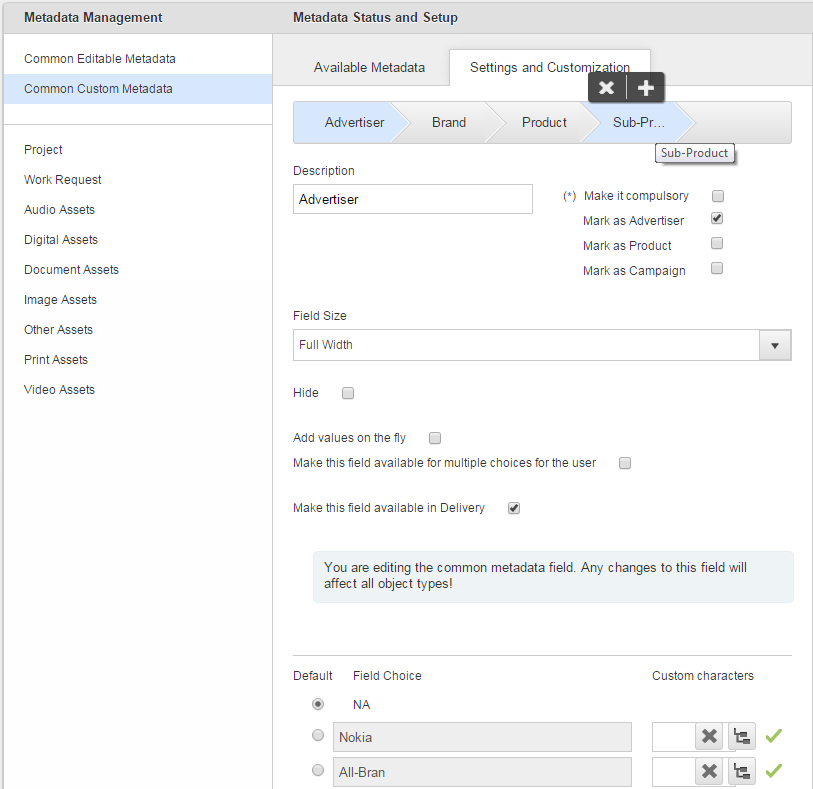 Metadata Management
Metadata Status and Setup
Common Editable Metadata
Common Custom Metadata
Project
Work Request
Audio Assets
Digital Assets
Document Assets
Image Assets
Other Assets
Print Assets
Video Assets
Available Metadata
Settings and Customization
Advertiser
Brand
Product
Sub-Pr...
Sub-Product
Description
Advertiser
(*) Make it compulsory
Mark as Advertiser
Mark as Product
Mark as Campaign
Field Size
Full Width
Hide
Add values on the fly
Make this field available for multiple choices for the user
Make this field available in Delivery
You are editing the common metadata field. Any changes to this field will
affect all object types!
Default Field Choice Custom characters
NA
Nokia
All-Bran